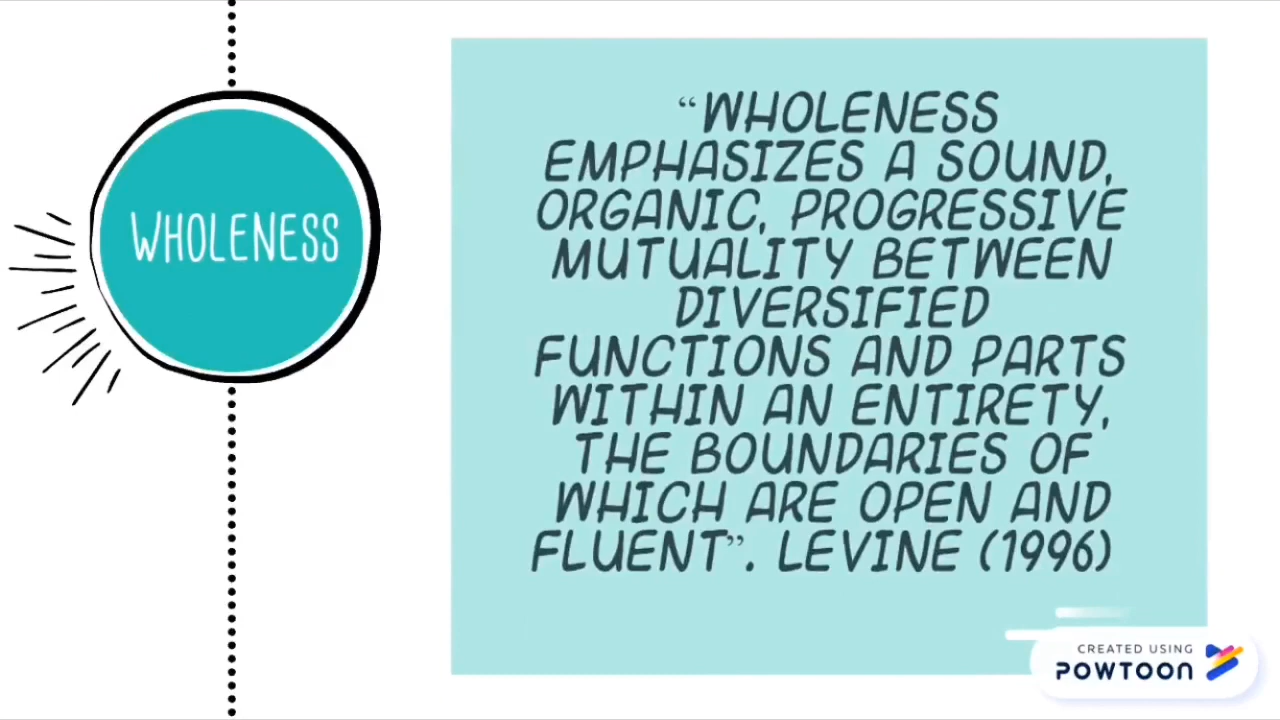 WHOLENESS
“WHOLENESS
EMPHASIZES A SOUND,
ORGANIC, PROGRESSIVE
MUTUALITY BETWEEN
DIVERSIFIED
FUNCTIONS AND PARTS
WITHIN AN ENTIRETY,
THE BOUNDARIES OF
WHICH ARE OPEN AND
FLUENT”. LEVINE (1996)
CREATED USING
POWTOON